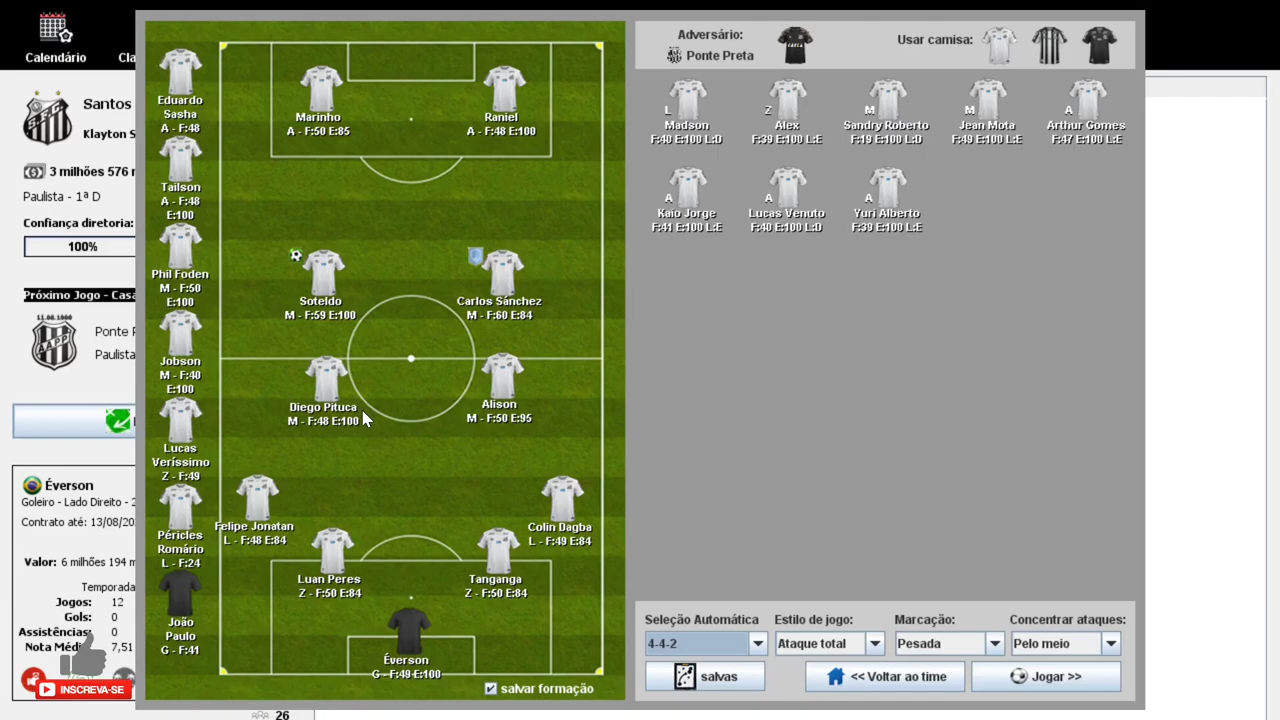 Calendário
Cla
Santos
Klayton S
3 milhões 576 r
Paulista - 1ª D
Confiança diretoria:
100%
Próximo Jogo - Casa
11.08.1900
AAPP
Ponte P
Paulista
Éverson
Goleiro - Lado Direito - 2
Contrato até: 13/08/20
Valor: 6 milhões 194 m
Temporada
Jogos: 12
Gols: 0
Assistências: 0
Nota Média: 7,51
INSCREVA-SE
26
Eduardo
Sasha
A - F:48
Tailson
A - F:48
E:100
Phil Foden
M - F:50
E:100
Jobson
M - F:40
E:100
Lucas
Veríssimo
Z - F:49
Péricles
Romário
L - F:24
João
Paulo
G - F:41
Marinho
A - F:50 E:85
Raniel
A - F:48 E:100
Soteldo
M - F:59 E:100
Carlos Sánchez
M - F:60 E:84
Diego Pituca
M - F:48 E:100
Alison
M - F:50 E:95
Felipe Jonatan
L - F:48 E:84
Colin Dagba
L - F:49 E:84
Luan Peres
Z - F:50 E:84
Tanganga
Z - F:50 E:84
Éverson
G - F:49 E:100
salvar formação
Adversário:
Ponte Preta
CAIXA
Usar camisa:
L
Madson
F:40 E:100 L:D
Z
Alex
F:39 E:100 L:E
M
Sandry Roberto
F:19 E:100 L:D
M
Jean Mota
F:49 E:100 L:E
A
Arthur Gomes
F:47 E:100 L:E
A
Kaio Jorge
F:41 E:100 L:E
A
Lucas Venuto
F:40 E:100 L:D
A
Yuri Alberto
F:39 E:100 L:E
Seleção Automática
Estilo de jogo:
Marcação:
Concentrar ataques:
4-4-2
Ataque total
Pesada
Pelo meio
salvas
<< Voltar ao time
Jogar >>